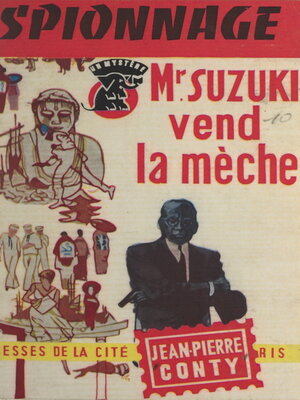 SPIONNAGE
UN MYSTÈRE
Mr. SUZUKI
10
vend
la mèche
ESSES DE LA CITÉ
RIS
JEAN-PIERRE
CONTY